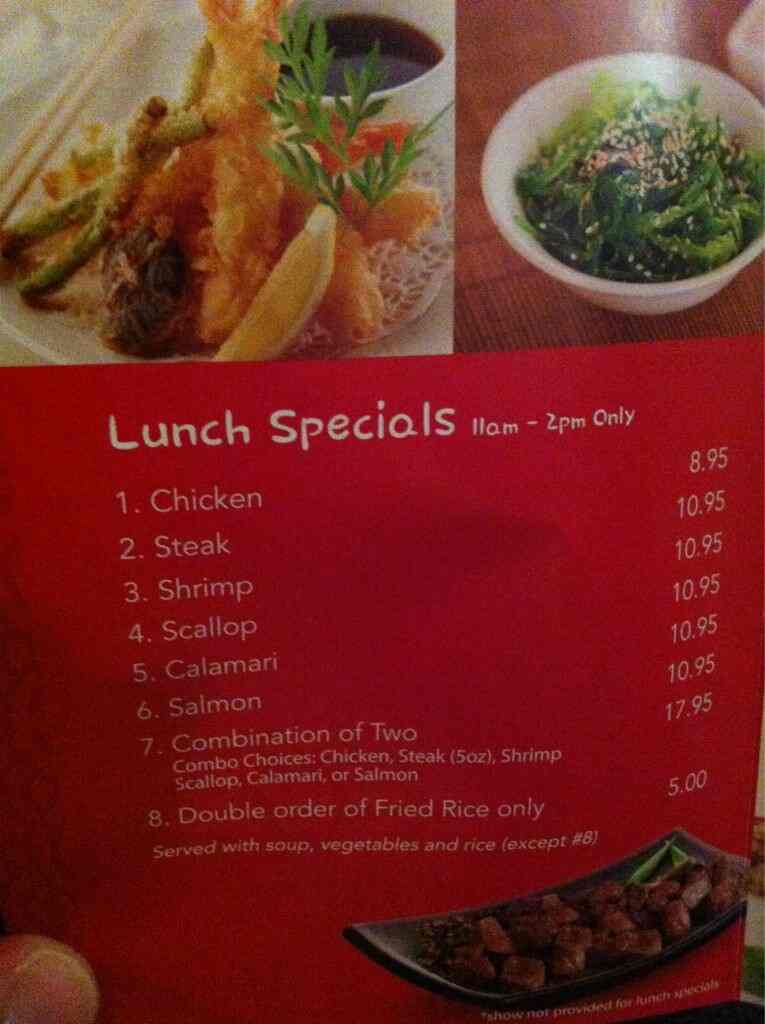 Lunch Specials 11am - 2pm Only
1. Chicken 8.95
2. Steak 10.95
3. Shrimp 10.95
4. Scallop 10.95
5. Calamari 10.95
6. Salmon 10.95
7. Combination of Two 17.95
Combo Choices: Chicken, Steak (5oz), Shrimp
Scallop, Calamari, or Salmon
8. Double order of Fried Rice only 5.00
Served with soup, vegetables and rice (except #8)
*show not provided for lunch specials